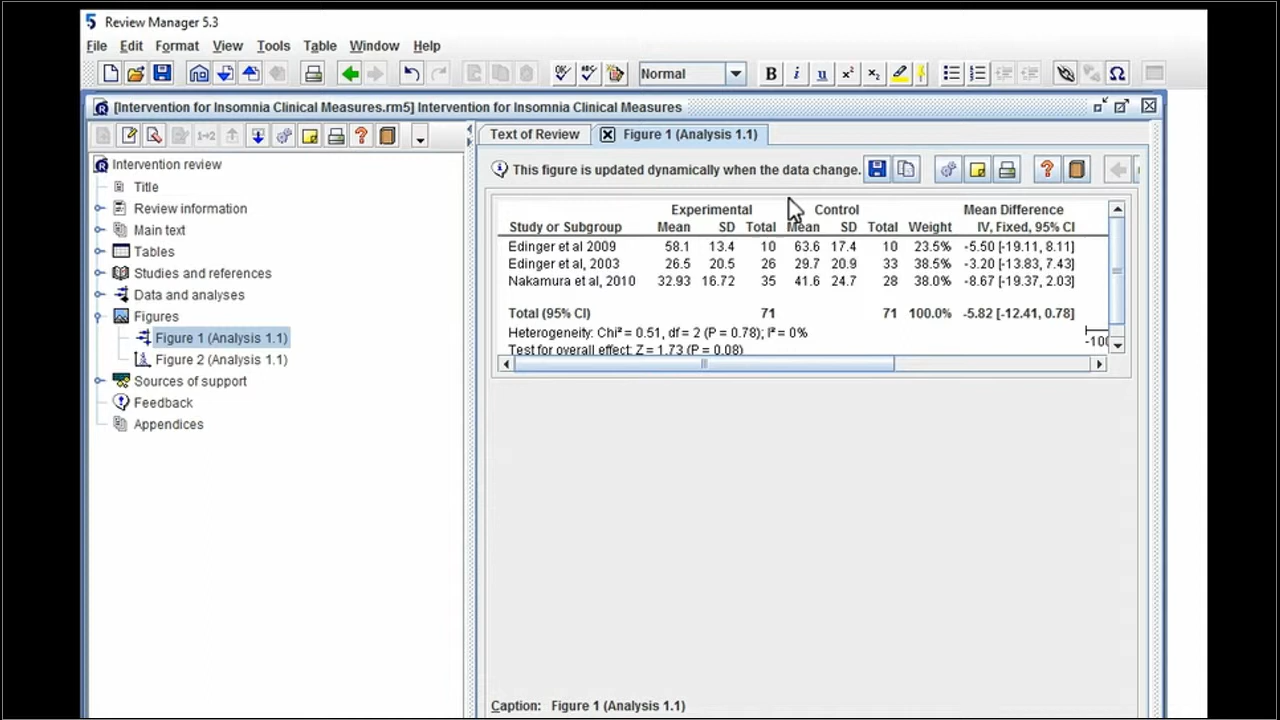 Review Manager 5.3
File Edit Format View Tools Table Window Help
Normal
[Intervention for Insomnia Clinical Measures.rm5] Intervention for Insomnia Clinical Measures
Text of Review Figure 1 (Analysis 1.1)
This figure is updated dynamically when the data change.
Intervention review
Title
Review information
Main text
Tables
Studies and references
Data and analyses
Figures
Figure 1 (Analysis 1.1)
Figure 2 (Analysis 1.1)
Sources of support
Feedback
Appendices
Experimental Control Mean Difference
Study or Subgroup Mean SD Total Mean SD Total Weight IV, Fixed, 95% CI
Edinger et al 2009 58.1 13.4 10 63.6 17.4 10 23.5% -5.50 [-19.11, 8.11]
Edinger et al, 2003 26.5 20.5 26 29.7 20.9 33 38.5% -3.20 [-13.83, 7.43]
Nakamura et al, 2010 32.93 16.72 35 41.6 24.7 28 38.0% -8.67 [-19.37, 2.03]
Total (95% CI) 71 71 100.0% -5.82 [-12.41, 0.78]
Heterogeneity: Chi² = 0.51, df = 2 (P = 0.78); I² = 0%
Test for overall effect: Z = 1.73 (P = 0.08)
Caption: Figure 1 (Analysis 1.1)